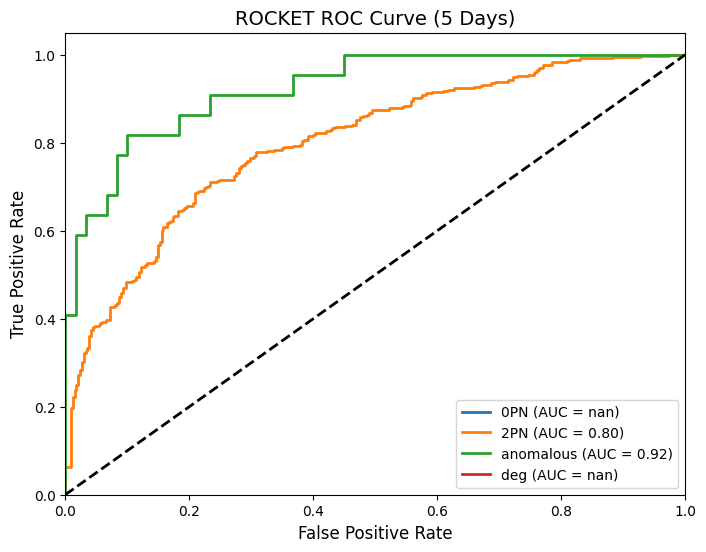 ROCKET ROC Curve (5 Days)
True Positive Rate
1.0
0.8
0.6
0.4
0.2
0.0
0.0 0.2 0.4 0.6 0.8 1.0
False Positive Rate
0PN (AUC = nan)
2PN (AUC = 0.80)
anomalous (AUC = 0.92)
deg (AUC = nan)